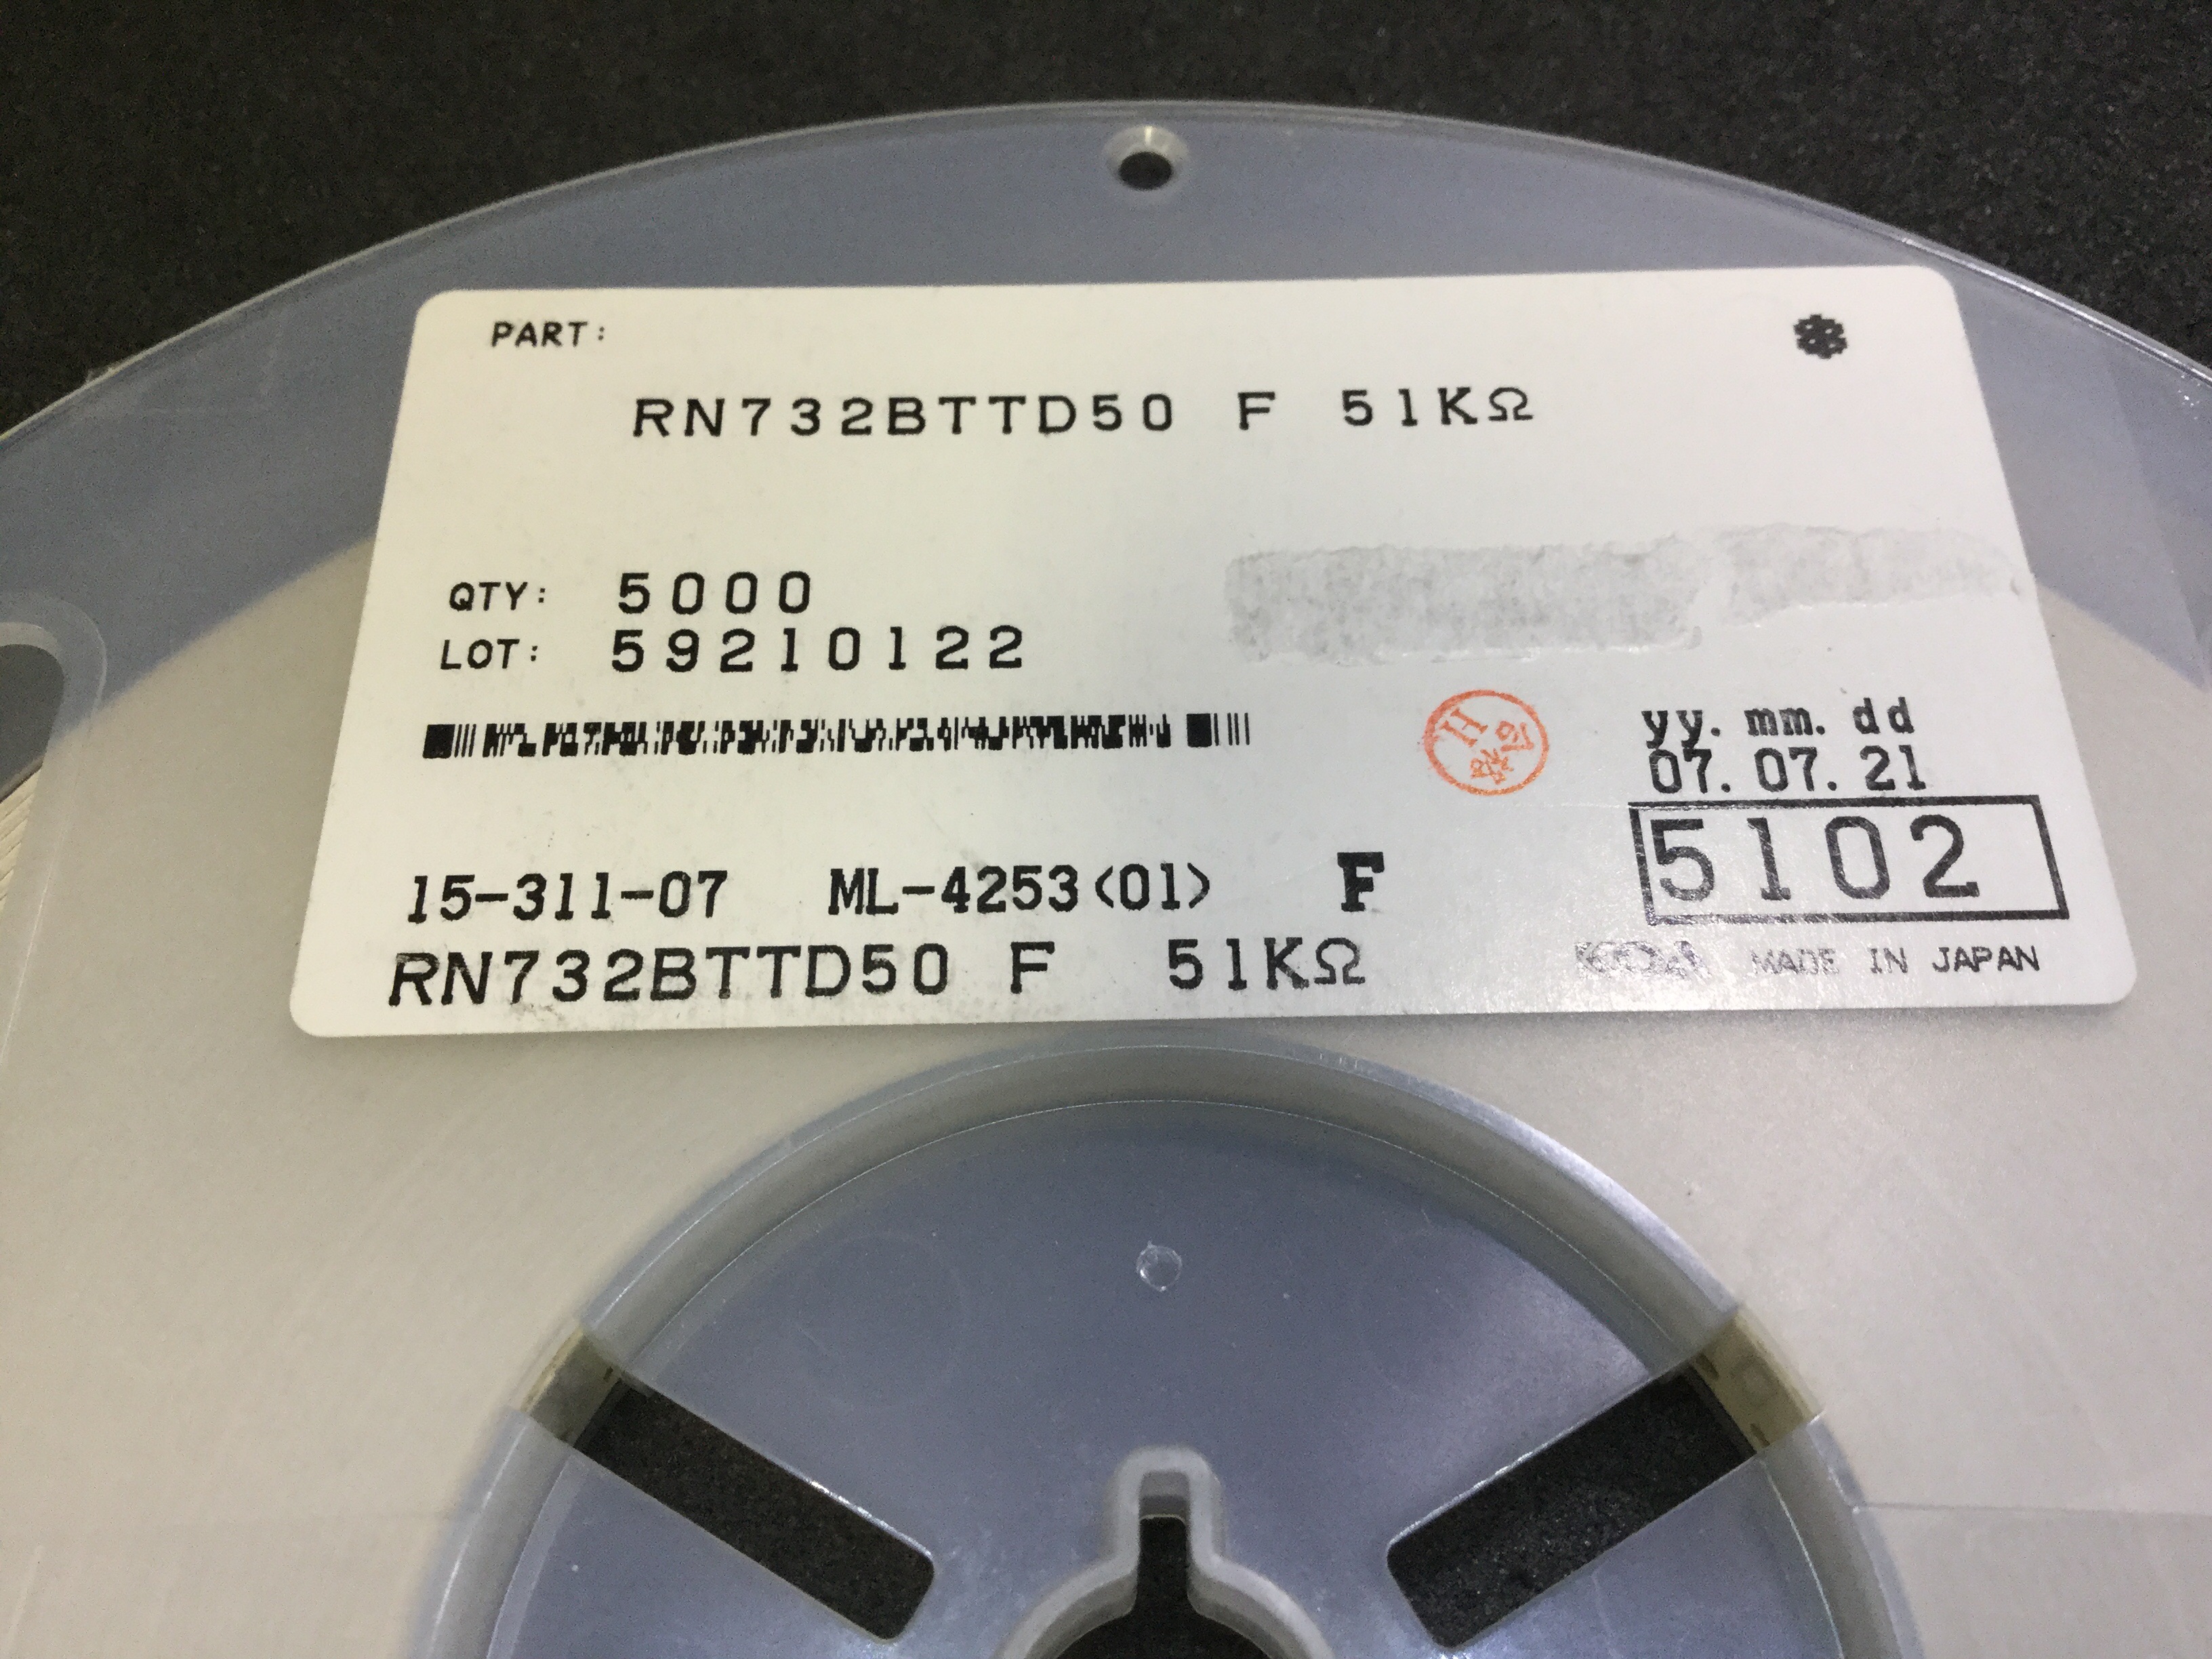 PART:
RN732BTTD50 F 51KΩ
QTY: 5000
LOT: 59210122
yy. mm. dd
07. 07. 21
5102
15-311-07 ML-4253<01> F
RN732BTTD50 F 51KΩ
KOA MADE IN JAPAN